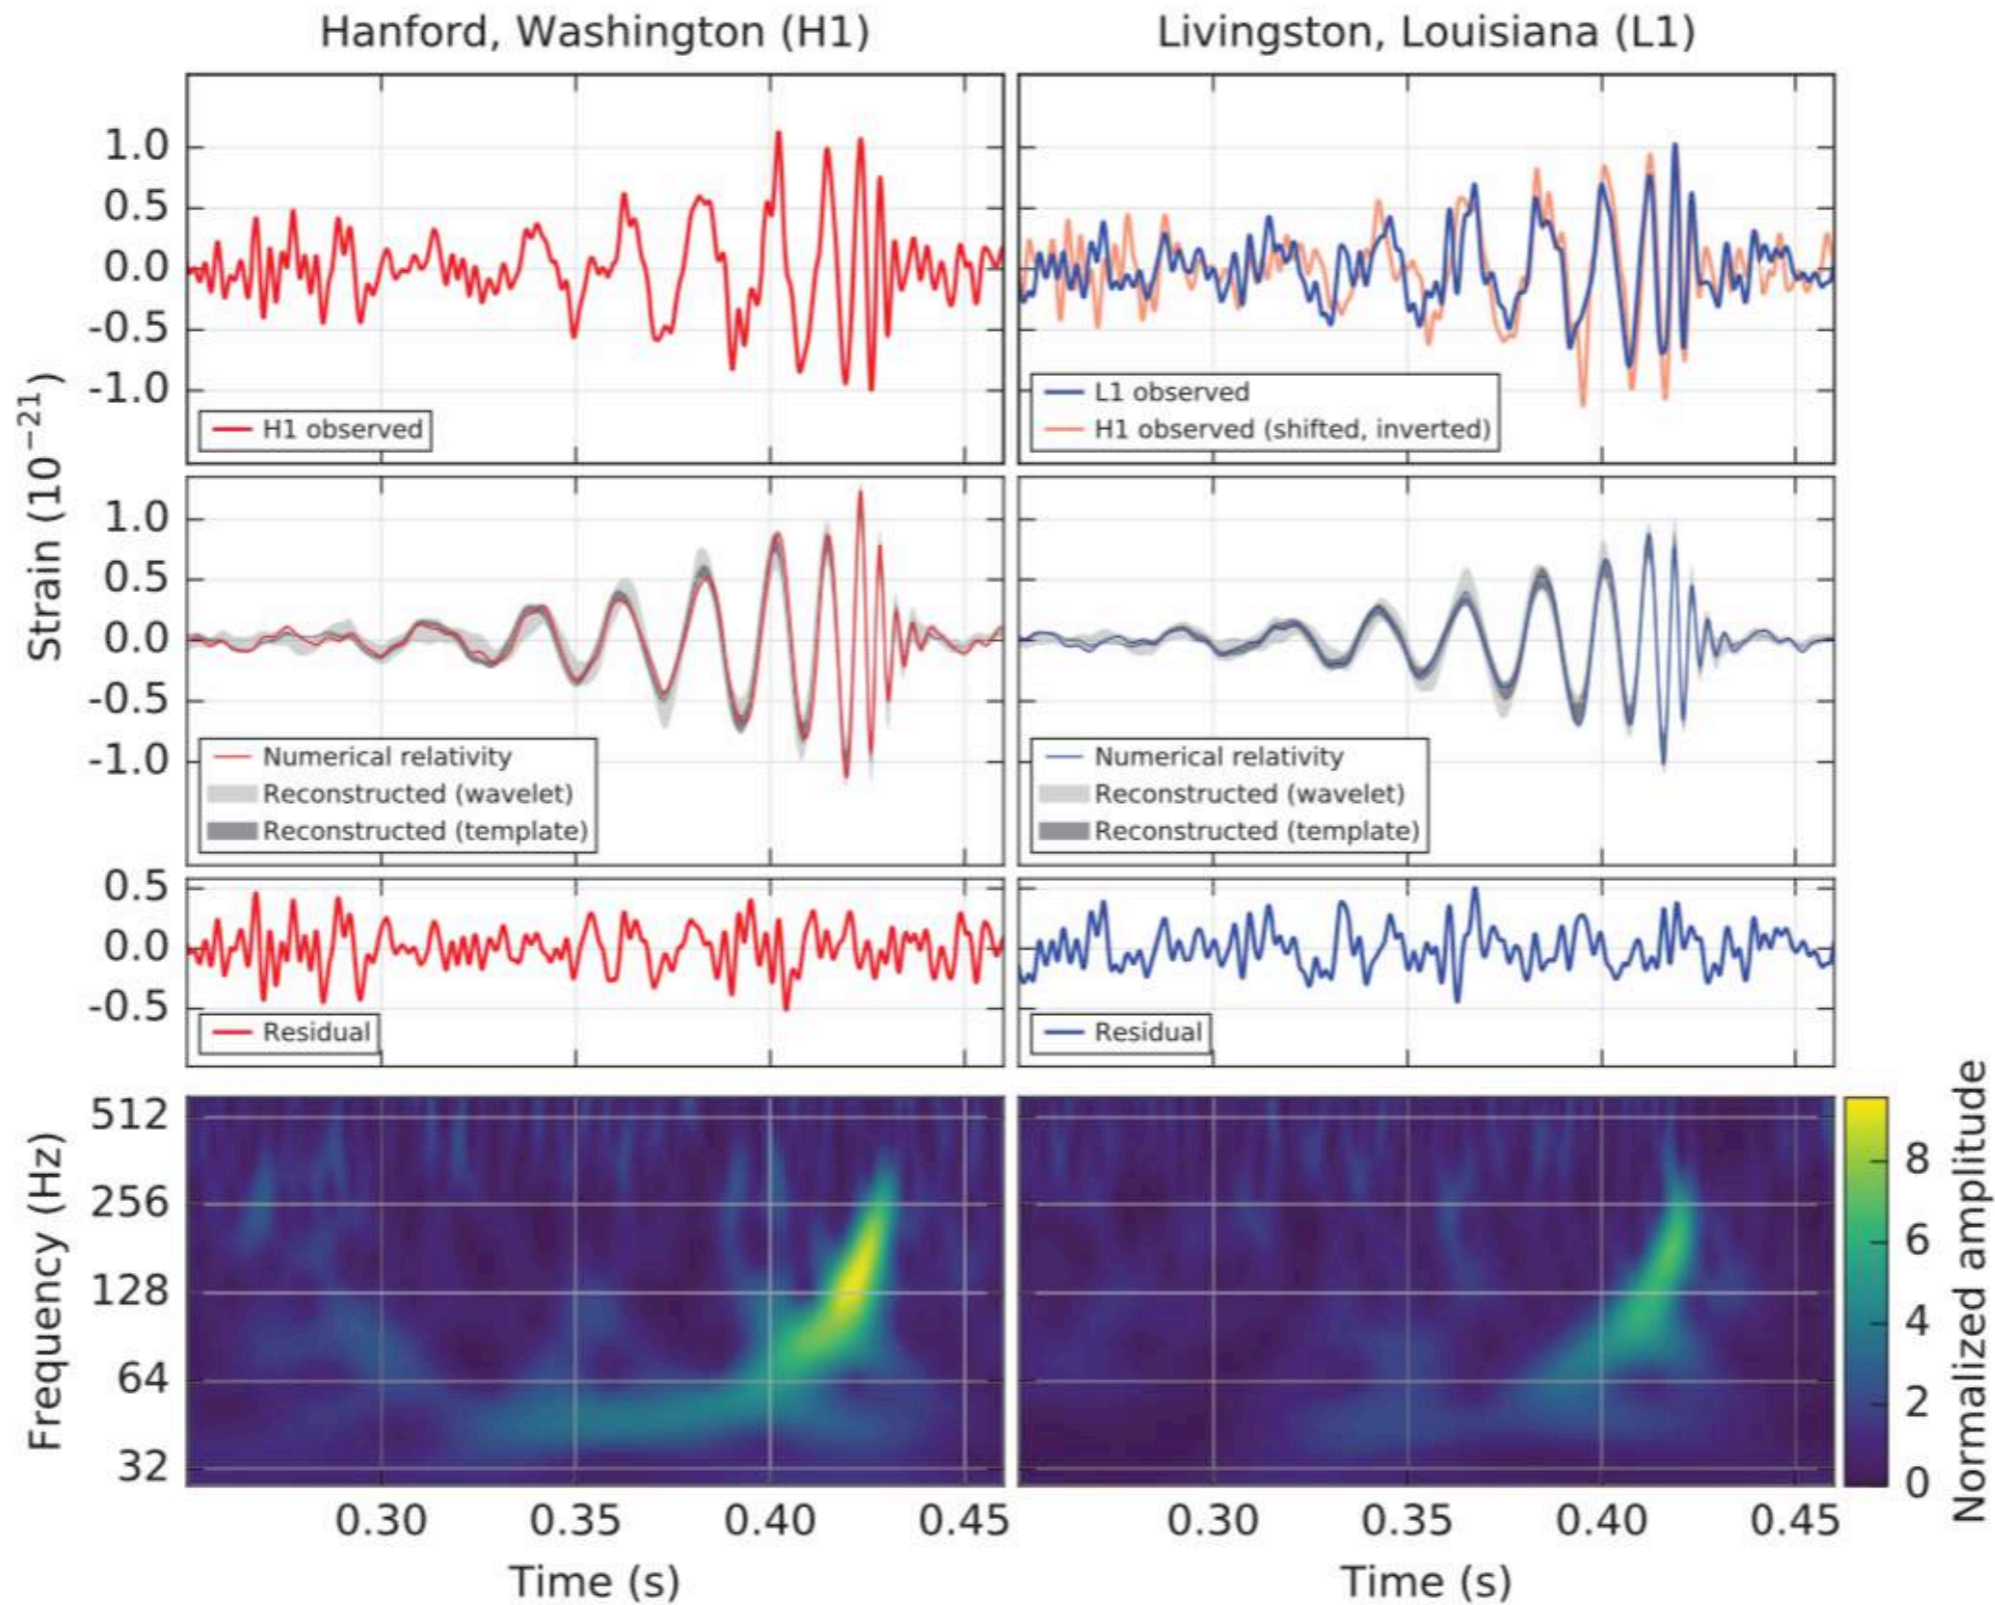 Hanford, Washington (H1)
Livingston, Louisiana (L1)
Strain (10⁻²¹)
1.0
0.5
0.0
-0.5
-1.0
H1 observed
L1 observed
H1 observed (shifted, inverted)
1.0
0.5
0.0
-0.5
-1.0
Numerical relativity
Reconstructed (wavelet)
Reconstructed (template)
Numerical relativity
Reconstructed (wavelet)
Reconstructed (template)
0.5
0.0
-0.5
Residual
Residual
Frequency (Hz)
512
256
128
64
32
0.30 0.35 0.40 0.45
Time (s)
0.30 0.35 0.40 0.45
Time (s)
8
6
4
2
0
Normalized amplitude